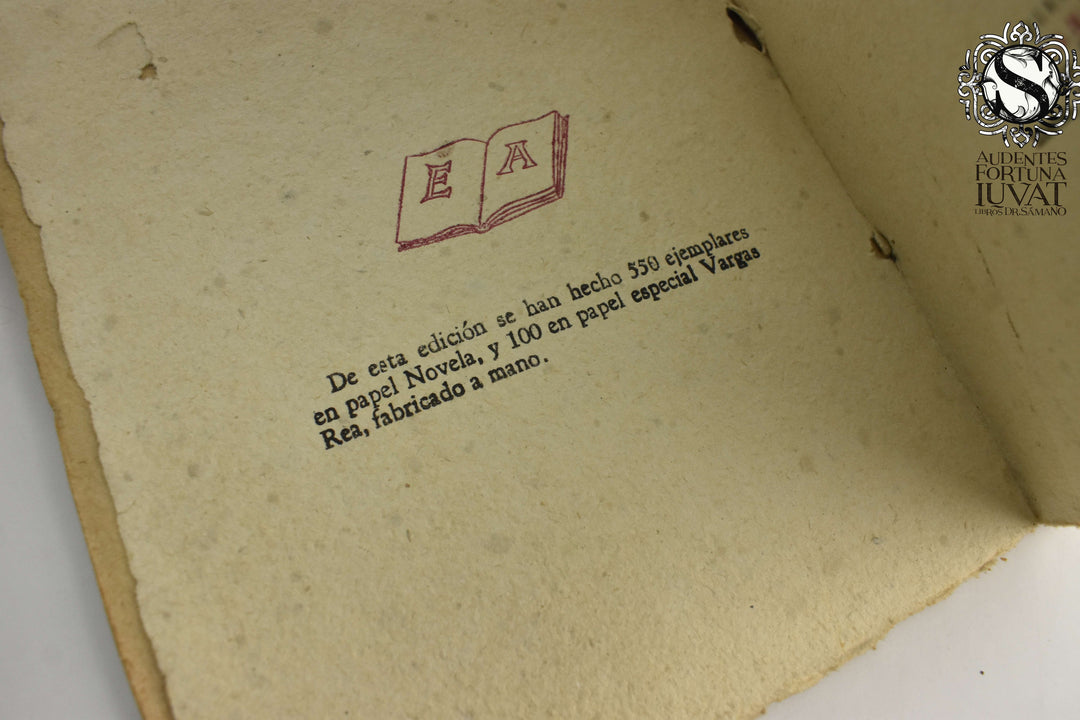 E A
De esta edición se han hecho 550 ejemplares
en papel Novela, y 100 en papel especial Vargas
Rea, fabricado a mano.
S
AUDENTES
FORTUNA
IUVAT
LIBROS DR. SÁMANO